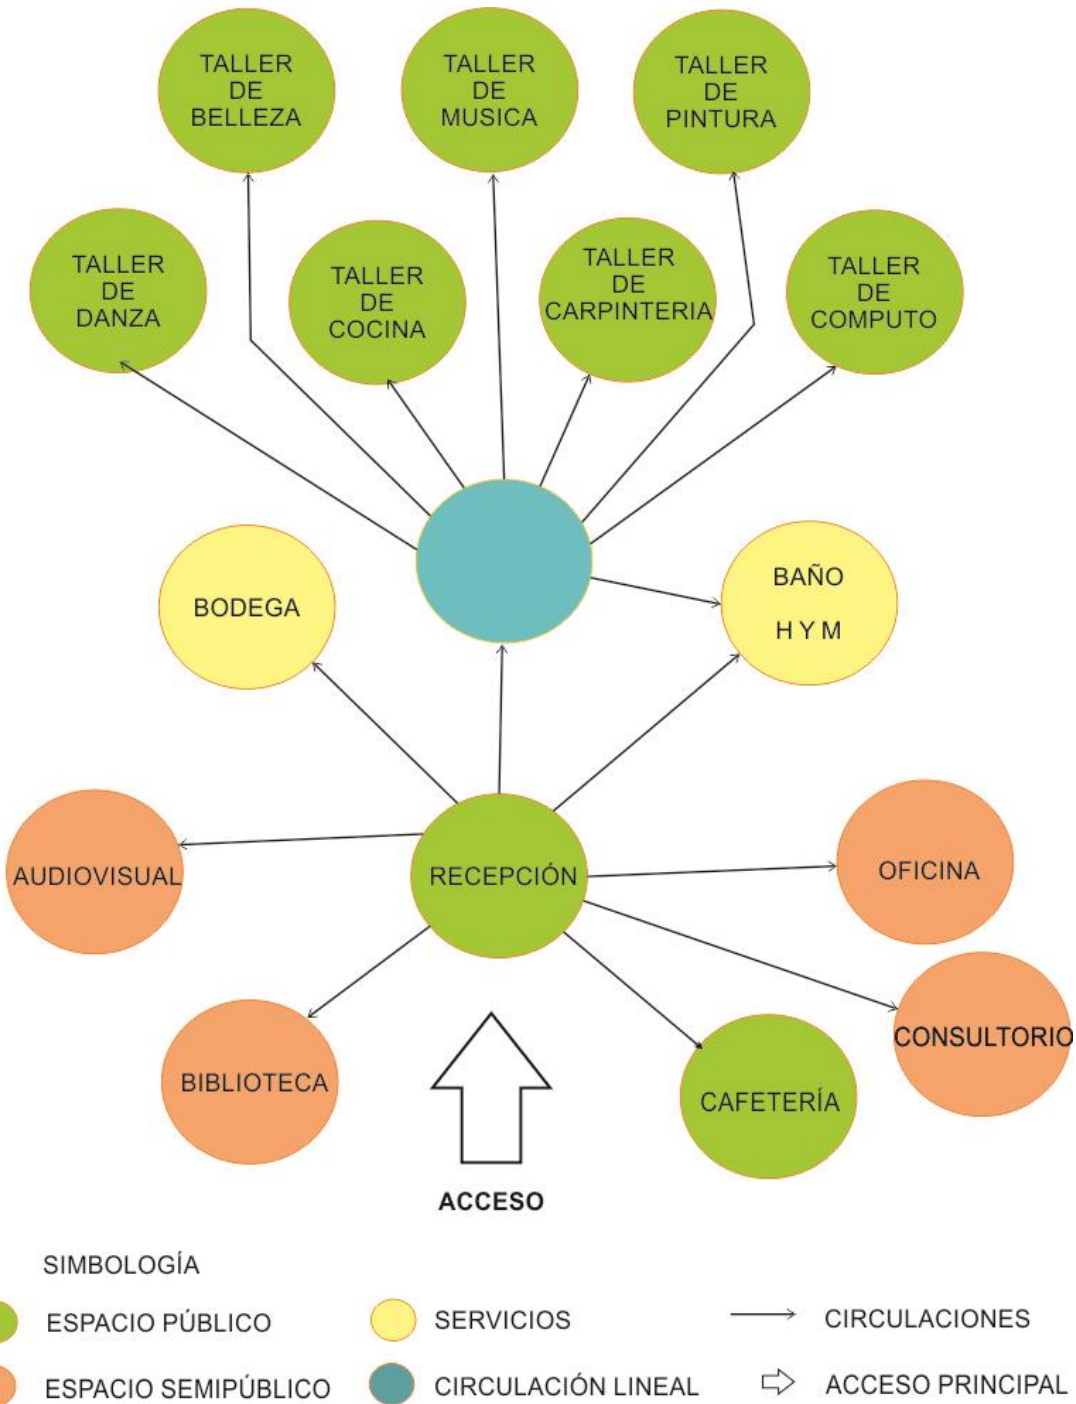 TALLER
DE
BELLEZA
TALLER
DE
MUSICA
TALLER
DE
PINTURA
TALLER
DE
DANZA
TALLER
DE
COCINA
TALLER
DE
CARPINTERIA
TALLER
DE
COMPUTO
BODEGA
BAÑO
H Y M
AUDIOVISUAL
RECEPCIÓN
OFICINA
BIBLIOTECA
CAFETERÍA
CONSULTORIO
ACCESO
SIMBOLOGÍA
ESPACIO PÚBLICO
SERVICIOS
CIRCULACIONES
ESPACIO SEMIPÚBLICO
CIRCULACIÓN LINEAL
ACCESO PRINCIPAL